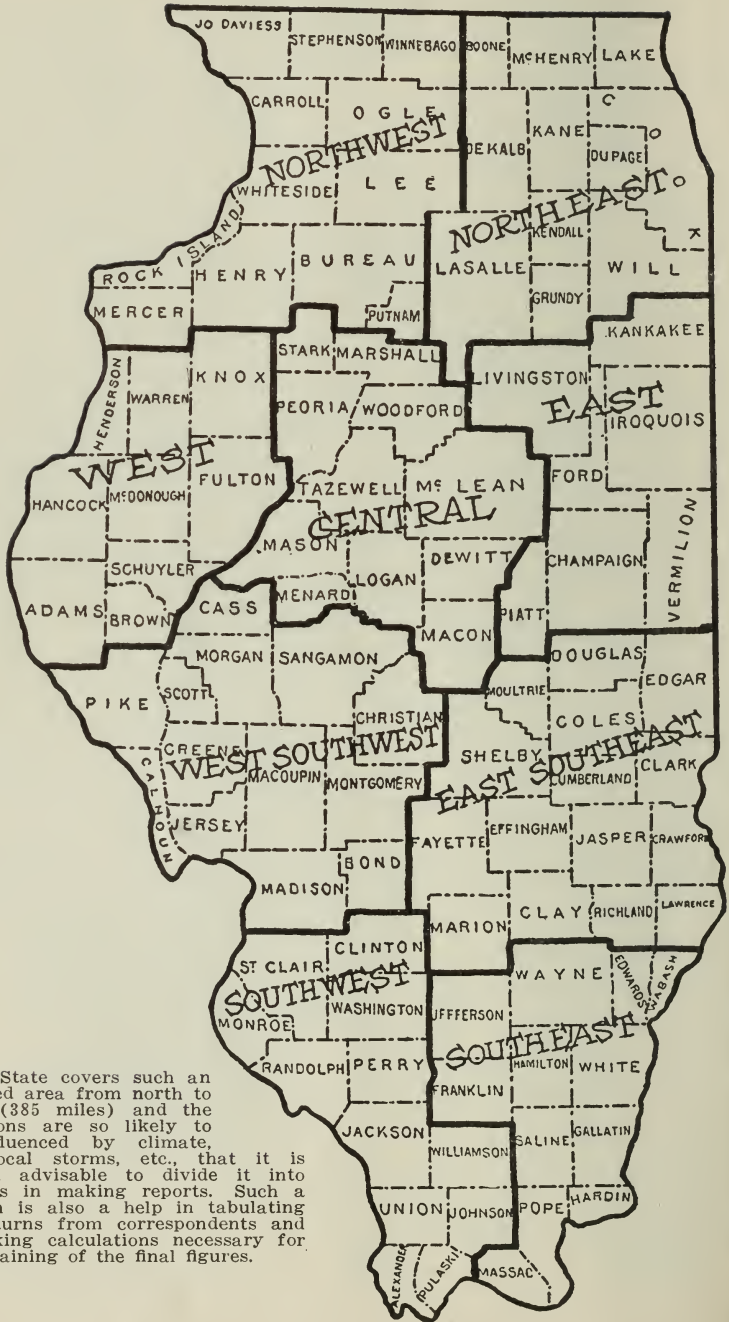 JO DAVIESS
STEPHENSON
WINNEBAGO
BOONE
McHENRY
LAKE
CARROLL
OGLE
NORTHWEST
DE KALB
KANE
COOK
DU PAGE
WHITESIDE
LEE
NORTHEAST
KENDALL
ROCK ISLAND
HENRY
BUREAU
LASALLE
WILL
GRUNDY
MERCER
PUTNAM
KANKAKEE
STARK
MARSHALL
LIVINGSTON
HENDERSON
WARREN
KNOX
PEORIA
WOODFORD
EAST
IROQUOIS
WEST
FULTON
TAZEWELL
McLEAN
FORD
HANCOCK
McDONOUGH
CENTRAL
MASON
VERMILION
SCHUYLER
LOGAN
DEWITT
CHAMPAIGN
ADAMS
BROWN
CASS
MENARD
MACON
PIATT
MORGAN
SANGAMON
DOUGLAS
EDGAR
PIKE
SCOTT
MOULTRIE
CHRISTIAN
COLES
GREENE
WEST SOUTHWEST
MACOUPIN
MONTGOMERY
SHELBY
EAST SOUTHEAST
CUMBERLAND
CLARK
CALHOUN
JERSEY
FAYETTE
EFFINGHAM
JASPER
CRAWFORD
BOND
MADISON
MARION
CLAY
RICHLAND
LAWRENCE
CLINTON
ST CLAIR
SOUTHWEST
WAYNE
EDWARDS
WABASH
MONROE
WASHINGTON
JEFFERSON
SOUTHEAST
RANDOLPH
PERRY
FRANKLIN
HAMILTON
WHITE
JACKSON
WILLIAMSON
SALINE
GALLATIN
UNION
JOHNSON
POPE
HARDIN
ALEXANDER
PULASKI
MASSAC
State covers such an
ed area from north to
(385 miles) and the
ons are so likely to
luenced by climate,
ocal storms, etc., that it is
advisable to divide it into
s in making reports. Such a
n is also a help in tabulating
urns from correspondents and
king calculations necessary for
aining of the final figures.